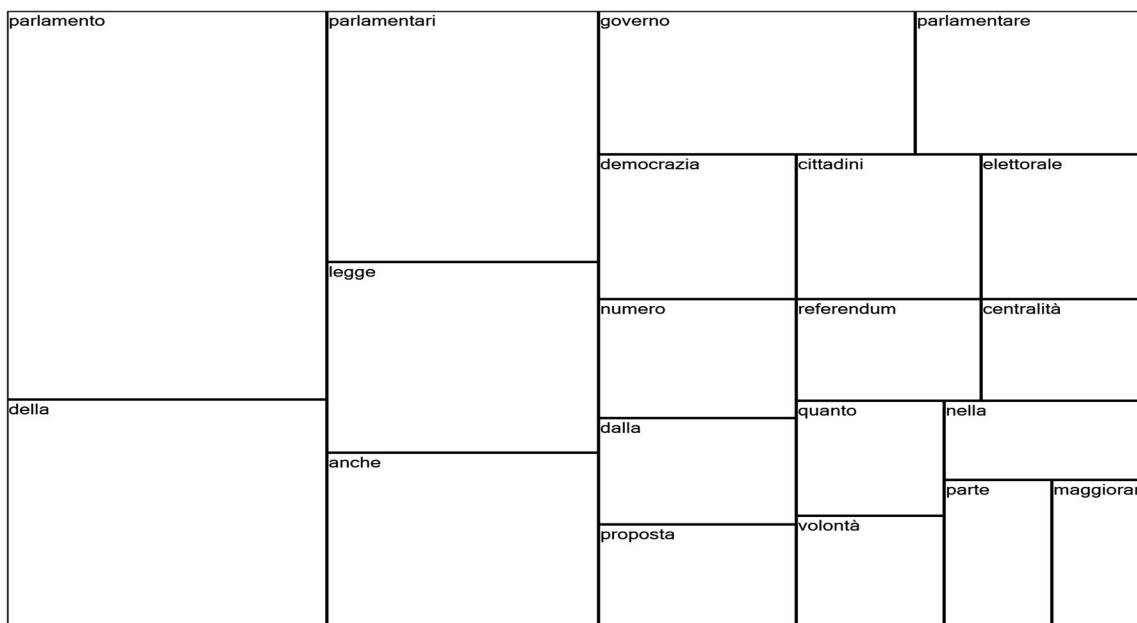 parlamento
parlamentari
governo
parlamentare
democrazia
cittadini
elettorale
legge
numero
referendum
centralità
della
quanto
nella
dalla
anche
parte
maggioran
volontà
proposta